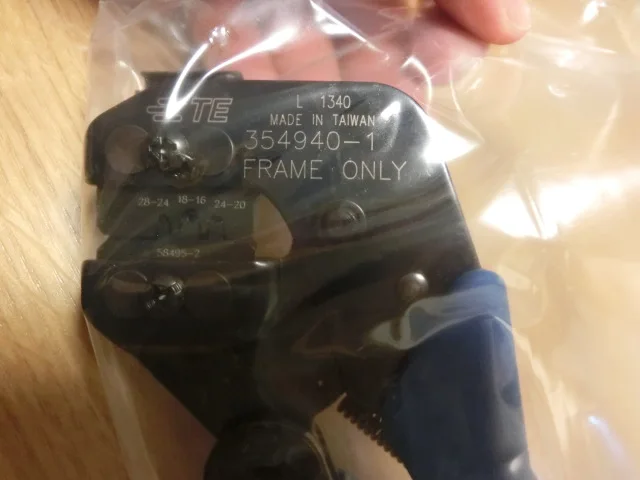 TE
L 1340
MADE IN TAIWAN
354940-1
FRAME ONLY
28-24 18-16 24-20
58495-2